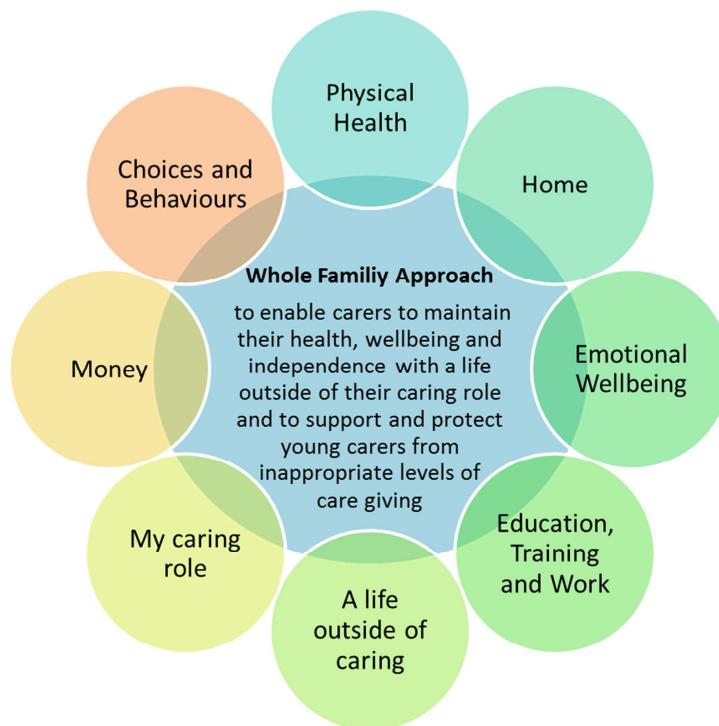 Physical
Health
Home
Emotional
Wellbeing
Education,
Training
and Work
A life
outside of
caring
My caring
role
Money
Choices and
Behaviours
Whole Familiy Approach
to enable carers to maintain
their health, wellbeing and
independence with a life
outside of their caring role
and to support and protect
young carers from
inappropriate levels of
care giving